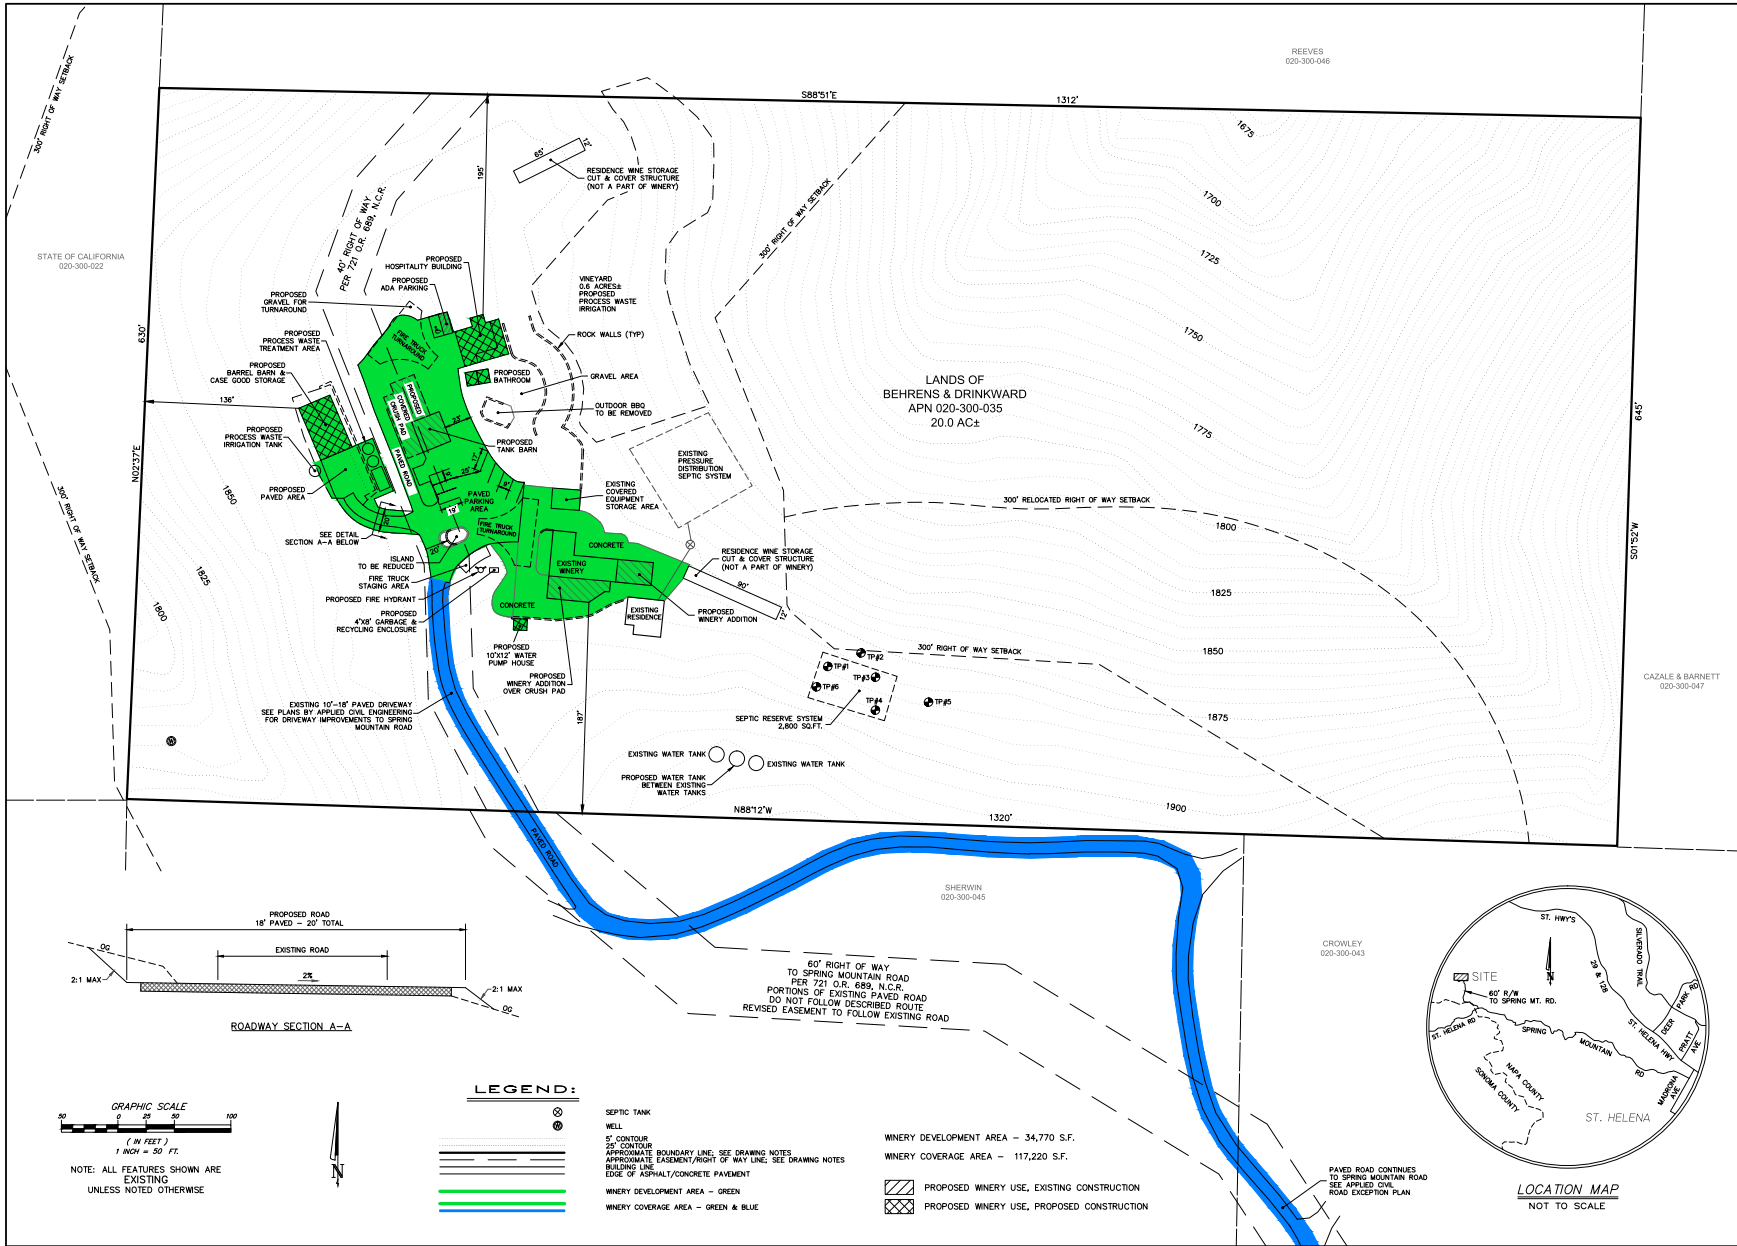 REEVES
020-300-046
300' RIGHT OF WAY SETBACK
S88°51'E
1312'
1675
65'
12'
195'
RESIDENCE WINE STORAGE
CUT & COVER STRUCTURE
(NOT A PART OF WINERY)
40' RIGHT OF WAY
PER 721 O.R. 689, N.C.R.
300' RIGHT OF WAY SETBACK
1700
STATE OF CALIFORNIA
020-300-022
PROPOSED
HOSPITALITY BUILDING
PROPOSED
ADA PARKING
PROPOSED
GRAVEL FOR
TURNAROUND
VINEYARD
0.6 ACRES±
PROPOSED
PROCESS WASTE
IRRIGATION
1725
630'
PROPOSED
PROCESS WASTE
TREATMENT AREA
FIRE TRUCK
TURNAROUND
ROCK WALLS (TYP)
1750
PROPOSED
BARREL BARN &
CASE GOOD STORAGE
PROPOSED
BATHROOM
GRAVEL AREA
LANDS OF
BEHRENS & DRINKWARD
APN 020-300-035
20.0 AC±
136'
PROPOSED
COVERED
CRUSH PAD
OUTDOOR BBQ
TO BE REMOVED
23'
645'
PROPOSED
PROCESS WASTE
IRRIGATION TANK
PROPOSED
TANK BARN
1775
N02°37'E
PAVED ROAD
17'
25'
9'
EXISTING
PRESSURE
DISTRIBUTION
SEPTIC SYSTEM
PROPOSED
PAVED AREA
PAVED
PARKING
AREA
EXISTING
COVERED
EQUIPMENT
STORAGE AREA
300' RIGHT OF WAY SETBACK
1850
300' RELOCATED RIGHT OF WAY SETBACK
19'
20'
FIRE TRUCK
TURNAROUND
1800
S01°52'W
SEE DETAIL
SECTION A-A BELOW
20'
CONCRETE
ISLAND
TO BE REDUCED
EXISTING
WINERY
RESIDENCE WINE STORAGE
CUT & COVER STRUCTURE
(NOT A PART OF WINERY)
1825
FIRE TRUCK
STAGING AREA
90'
12'
1825
PROPOSED FIRE HYDRANT
CONCRETE
1800
PROPOSED
4'X8' GARBAGE &
RECYCLING ENCLOSURE
EXISTING
RESIDENCE
PROPOSED
WINERY ADDITION
PROPOSED
10'X12' WATER
PUMP HOUSE
300' RIGHT OF WAY SETBACK
1850
PROPOSED
WINERY ADDITION
OVER CRUSH PAD
TP#1
TP#2
TP#3
TP#6
TP#4
TP#5
CAZALE & BARNETT
020-300-047
EXISTING 10'-18' PAVED DRIVEWAY
SEE PLANS BY APPLIED CIVIL ENGINEERING
FOR DRIVEWAY IMPROVEMENTS TO SPRING
MOUNTAIN ROAD
187'
SEPTIC RESERVE SYSTEM
2,800 SQ.FT.
1875
W
EXISTING WATER TANK
EXISTING WATER TANK
PROPOSED WATER TANK
BETWEEN EXISTING
WATER TANKS
1900
N88°12'W
1320'
PAVED ROAD
SHERWIN
020-300-045
CROWLEY
020-300-043
60' RIGHT OF WAY
TO SPRING MOUNTAIN ROAD
PER 721 O.R. 689, N.C.R.
PORTIONS OF EXISTING PAVED ROAD
DO NOT FOLLOW DESCRIBED ROUTE
REVISED EASEMENT TO FOLLOW EXISTING ROAD
PROPOSED ROAD
18' PAVED - 20' TOTAL
EXISTING ROAD
OG
2:1 MAX
2%
2:1 MAX
OG
ROADWAY SECTION A-A
ST. HWY'S
29 & 128
SILVERADO TRAIL
N
SITE
60' R/W
TO SPRING MT. RD.
PARK RD
DEER
ST. HELENA RD
SPRING
MOUNTAIN
RD
ST. HELENA HWY
PRATT
AVE
NAPA COUNTY
SONOMA COUNTY
MADRONA
AVE
ST. HELENA
LOCATION MAP
NOT TO SCALE
GRAPHIC SCALE
50 0 25 50 100
( IN FEET )
1 INCH = 50 FT.
NOTE: ALL FEATURES SHOWN ARE
EXISTING
UNLESS NOTED OTHERWISE
N
LEGEND:
SEPTIC TANK
WELL
5' CONTOUR
25' CONTOUR
APPROXIMATE BOUNDARY LINE; SEE DRAWING NOTES
APPROXIMATE EASEMENT/RIGHT OF WAY LINE; SEE DRAWING NOTES
BUILDING LINE
EDGE OF ASPHALT/CONCRETE PAVEMENT
WINERY DEVELOPMENT AREA - GREEN
WINERY COVERAGE AREA - GREEN & BLUE
WINERY DEVELOPMENT AREA - 34,770 S.F.
WINERY COVERAGE AREA - 117,220 S.F.
PROPOSED WINERY USE, EXISTING CONSTRUCTION
PROPOSED WINERY USE, PROPOSED CONSTRUCTION
PAVED ROAD CONTINUES
TO SPRING MOUNTAIN ROAD
SEE APPLIED CIVIL
ROAD EXCEPTION PLAN